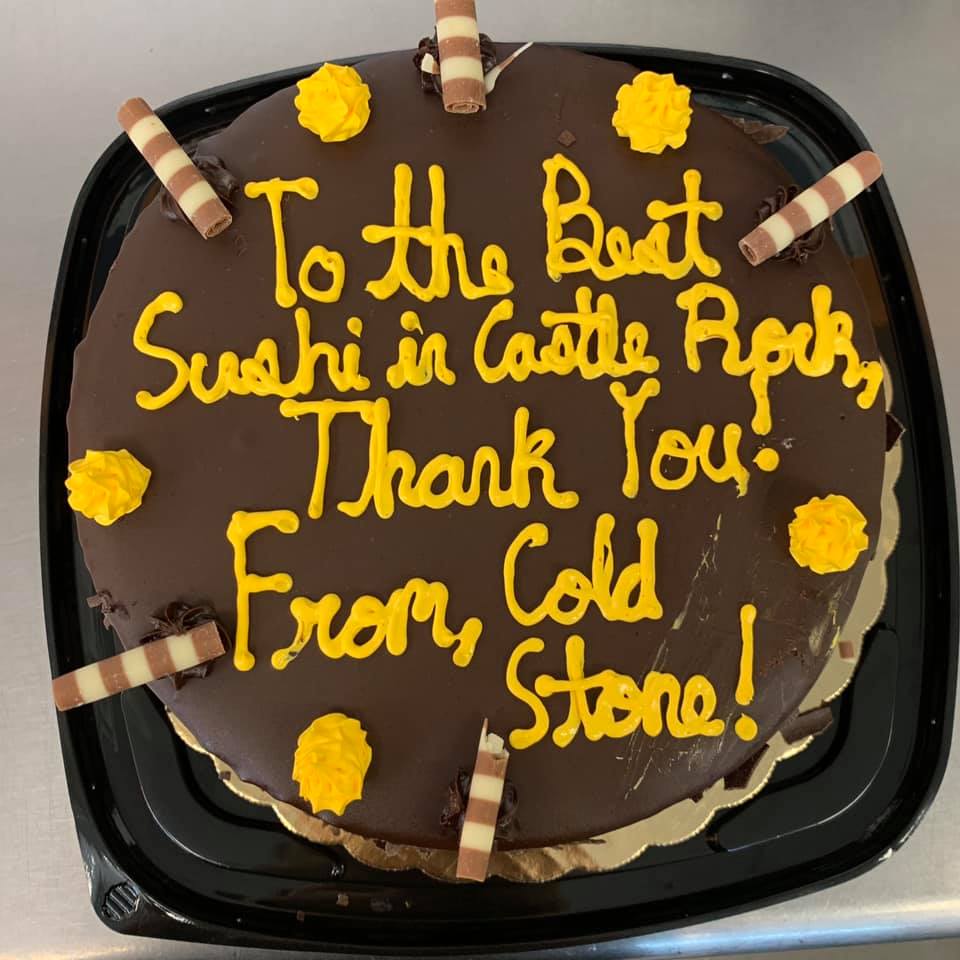 To the Best
Sushi in Castle Rock,
Thank You!
From, Cold
Stone!